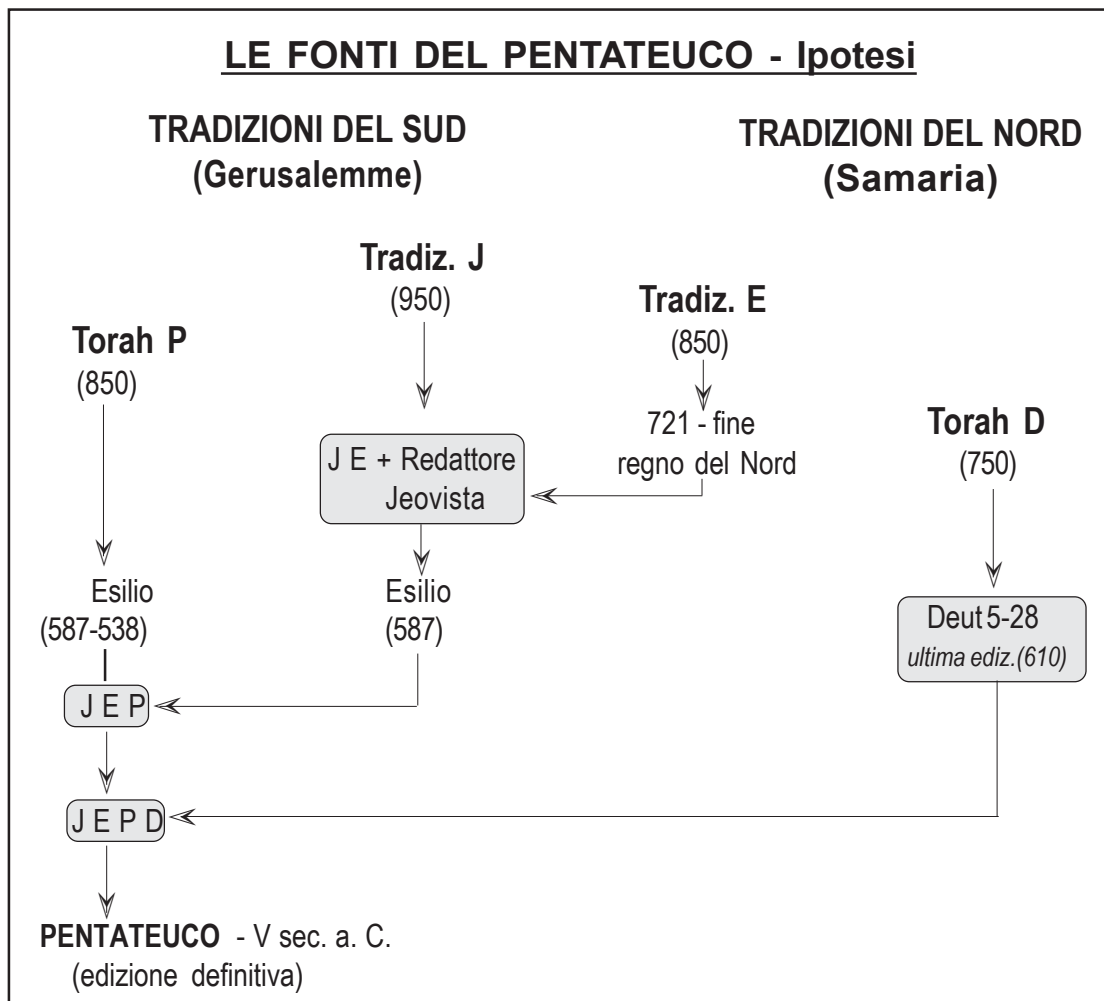 LE FONTI DEL PENTATEUCO - Ipotesi
TRADIZIONI DEL SUD
(Gerusalemme)
TRADIZIONI DEL NORD
(Samaria)
Tradiz. J
(950)
Tradiz. E
(850)
Torah P
(850)
721 - fine
regno del Nord
Torah D
(750)
J E + Redattore
Jeovista
Esilio
(587-538)
Esilio
(587)
Deut 5-28
ultima ediz.(610)
J E P
J E P D
PENTATEUCO - V sec. a. C.
(edizione definitiva)